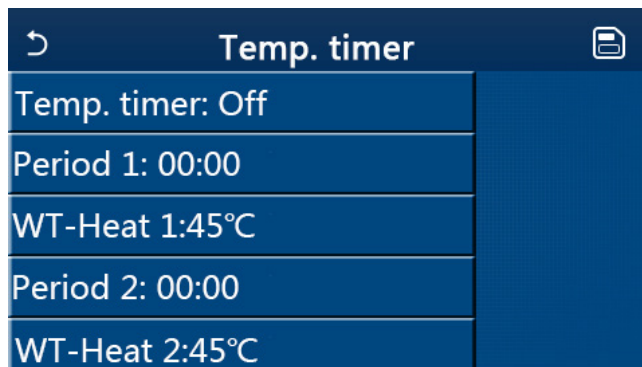 Temp. timer
Temp. timer: Off
Period 1: 00:00
WT-Heat 1:45℃
Period 2: 00:00
WT-Heat 2:45℃